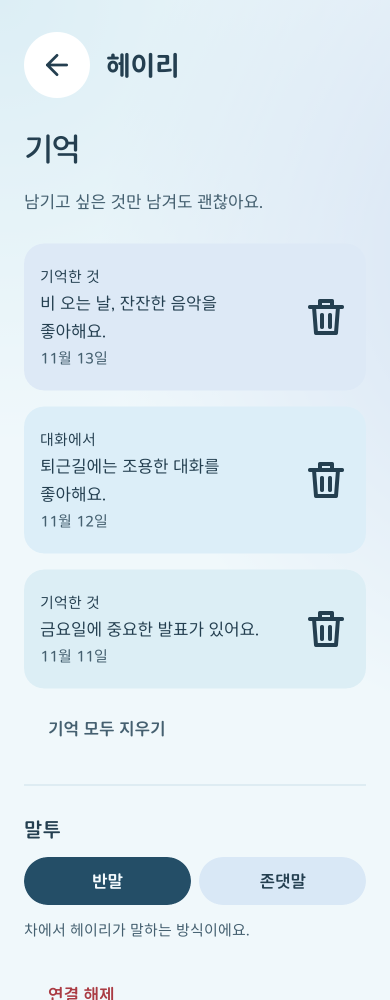 헤이리
기억
남기고 싶은 것만 남겨도 괜찮아요.
기억한 것
비 오는 날, 잔잔한 음악을
좋아해요.
11월 13일
대화에서
퇴근길에는 조용한 대화를
좋아해요.
11월 12일
기억한 것
금요일에 중요한 발표가 있어요.
11월 11일
기억 모두 지우기
말투
반말
존댓말
차에서 헤이리가 말하는 방식이에요.
연결 해제